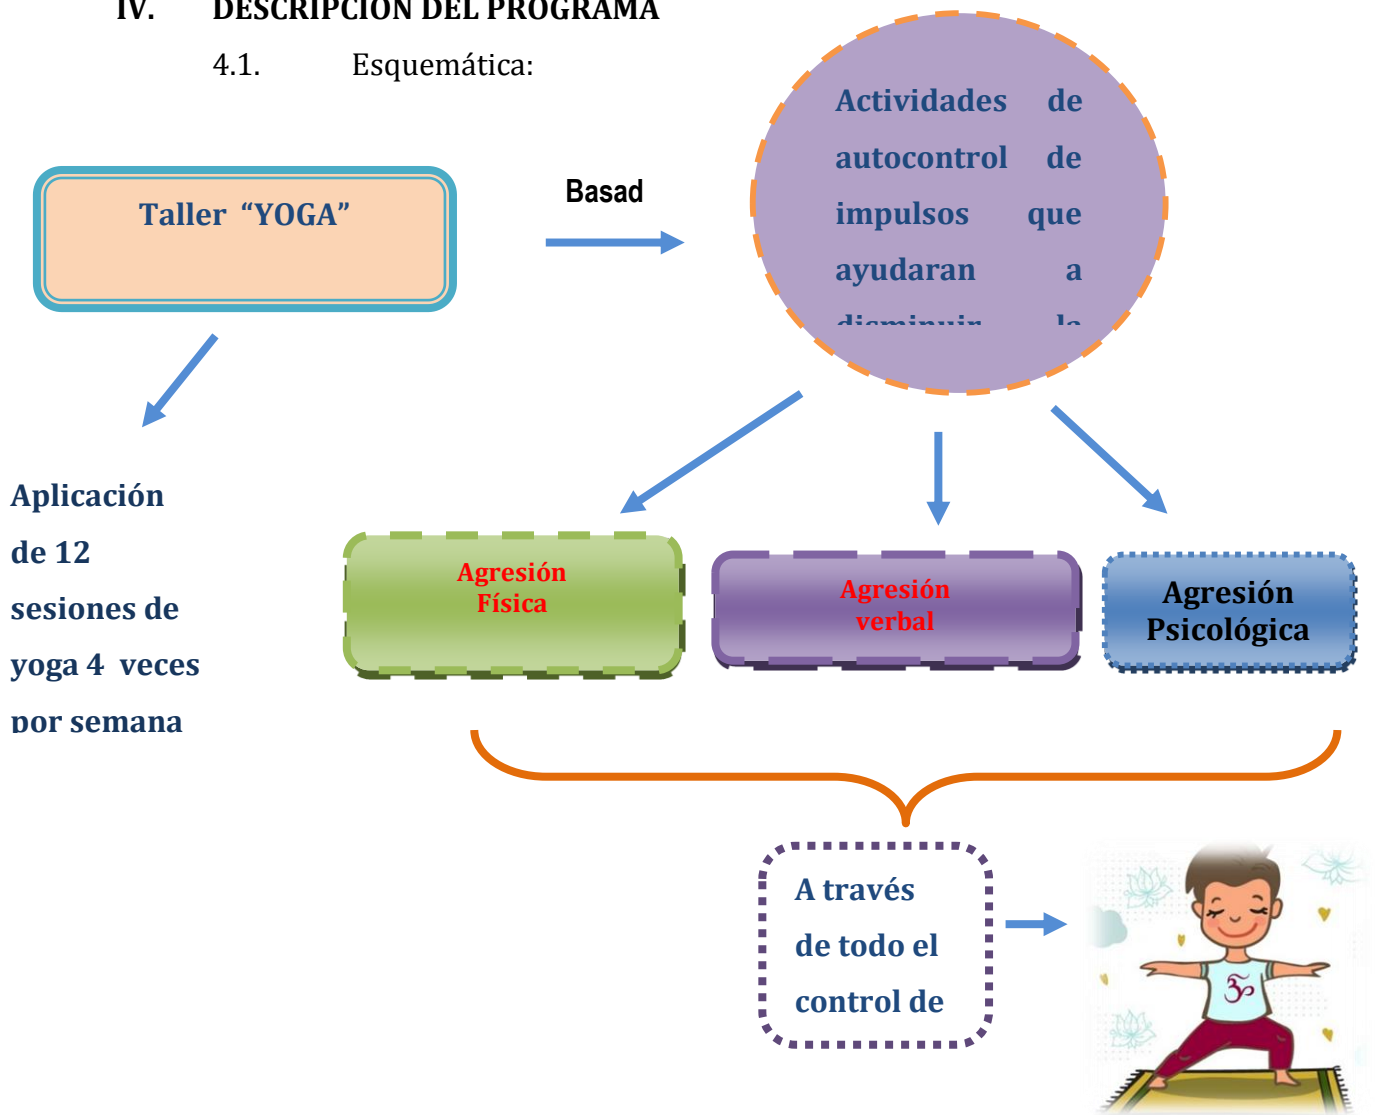 IV. DESCRIPCIÓN DEL PROGRAMA
4.1. Esquemática:
Taller “YOGA”
Basad
Actividades de
autocontrol de
impulsos que
ayudaran a
disminuir la
Aplicación
de 12
sesiones de
yoga 4 veces
por semana
Agresión
Física
Agresión
verbal
Agresión
Psicológica
A través
de todo el
control de
ॐ